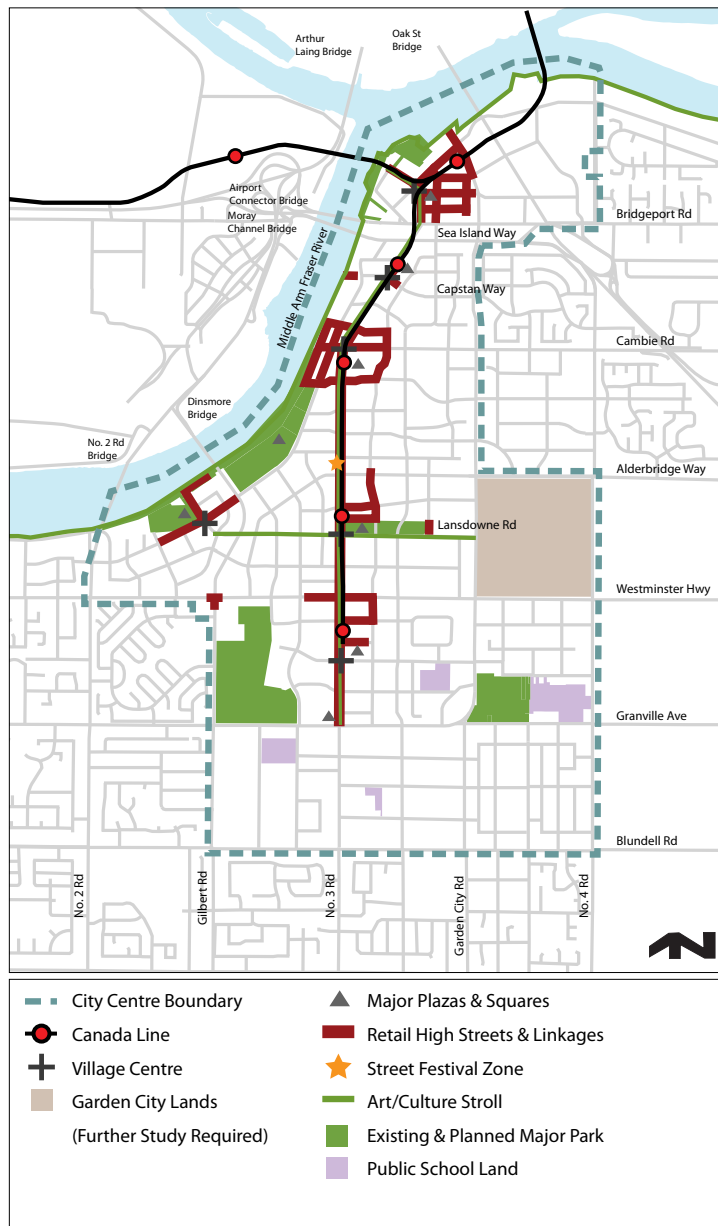 Arthur
Laing Bridge
Oak St
Bridge
Airport
Connector Bridge
Moray
Channel Bridge
Bridgeport Rd
Sea Island Way
Middle Arm Fraser River
Capstan Way
Cambie Rd
Dinsmore
Bridge
No. 2 Rd
Bridge
Alderbridge Way
Lansdowne Rd
Westminster Hwy
Granville Ave
Blundell Rd
No. 2 Rd
Gilbert Rd
No. 3 Rd
Garden City Rd
No. 4 Rd
N
City Centre Boundary
Canada Line
Village Centre
Garden City Lands
(Further Study Required)
Major Plazas & Squares
Retail High Streets & Linkages
Street Festival Zone
Art/Culture Stroll
Existing & Planned Major Park
Public School Land